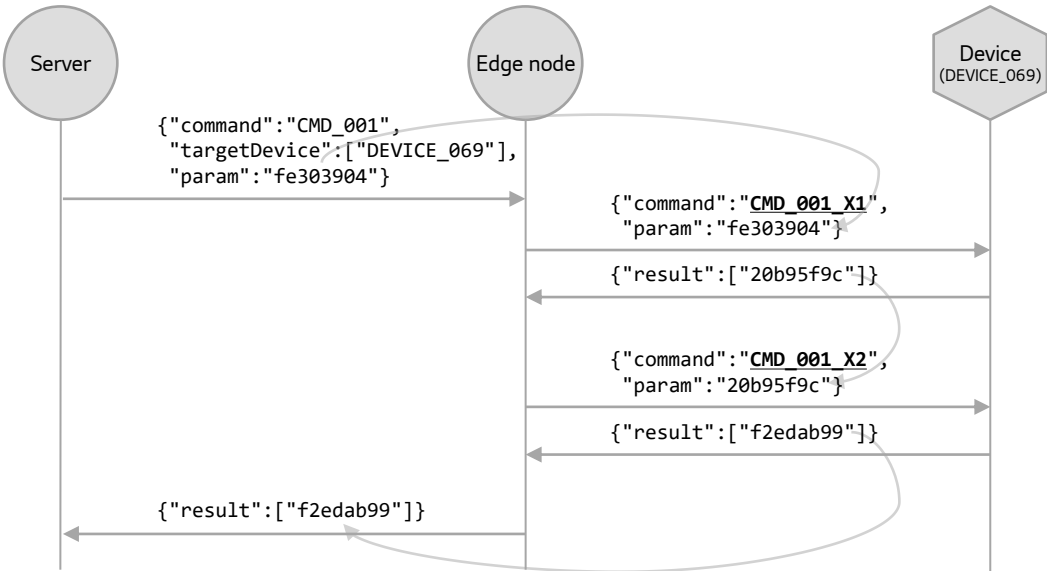 Server
Edge node
Device
(DEVICE_069)
{"command":"CMD_001",
"targetDevice":["DEVICE_069"],
"param":"fe303904"}
{"command":"CMD_001_X1",
"param":"fe303904"}
{"result":["20b95f9c"]}
{"command":"CMD_001_X2",
"param":"20b95f9c"}
{"result":["f2edab99"]}
{"result":["f2edab99"]}